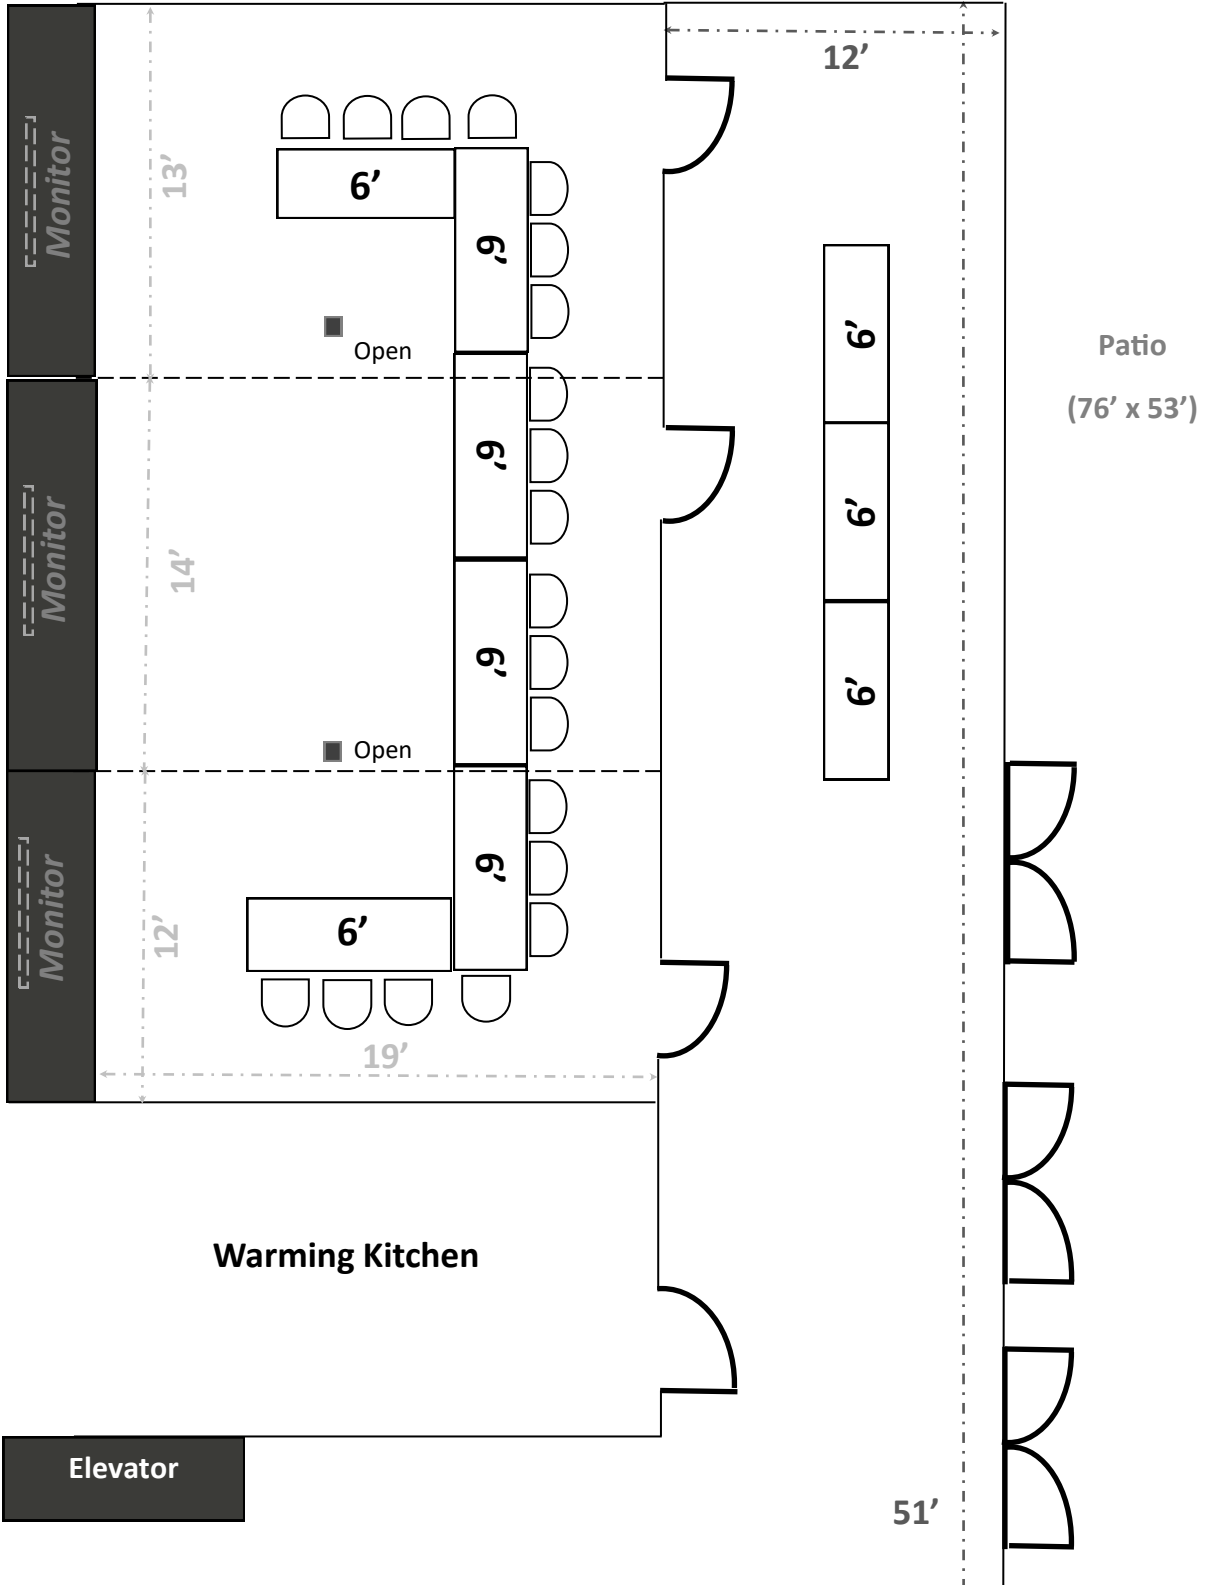 12’
Monitor
13’
6’
6’
Open
6’
Patio
(76’ x 53’)
6’
6’
Monitor
14’
6’
6’
Open
Monitor
12’
6’
6’
19’
Warming Kitchen
Elevator
51’